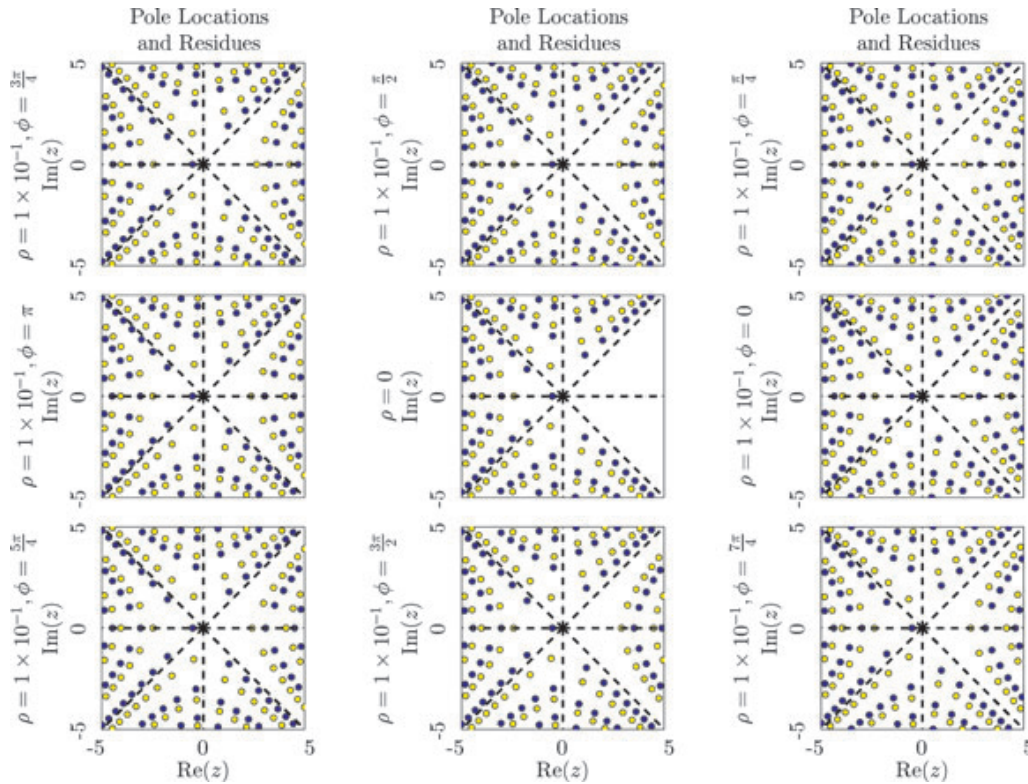 Pole Locations
and Residues
Pole Locations
and Residues
Pole Locations
and Residues
ρ = 1 × 10⁻¹, ϕ = 3π/4
Im(z)
5
0
-5
ρ = 1 × 10⁻¹, ϕ = π/2
Im(z)
5
0
-5
ρ = 1 × 10⁻¹, ϕ = π/4
Im(z)
5
0
-5
ρ = 1 × 10⁻¹, ϕ = π
Im(z)
5
0
-5
ρ = 0
Im(z)
5
0
-5
ρ = 1 × 10⁻¹, ϕ = 0
Im(z)
5
0
-5
ρ = 1 × 10⁻¹, ϕ = 5π/4
Im(z)
5
0
-5
ρ = 1 × 10⁻¹, ϕ = 3π/2
Im(z)
5
0
-5
ρ = 1 × 10⁻¹, ϕ = 7π/4
Im(z)
5
0
-5
-5 0 5
Re(z)
-5 0 5
Re(z)
-5 0 5
Re(z)